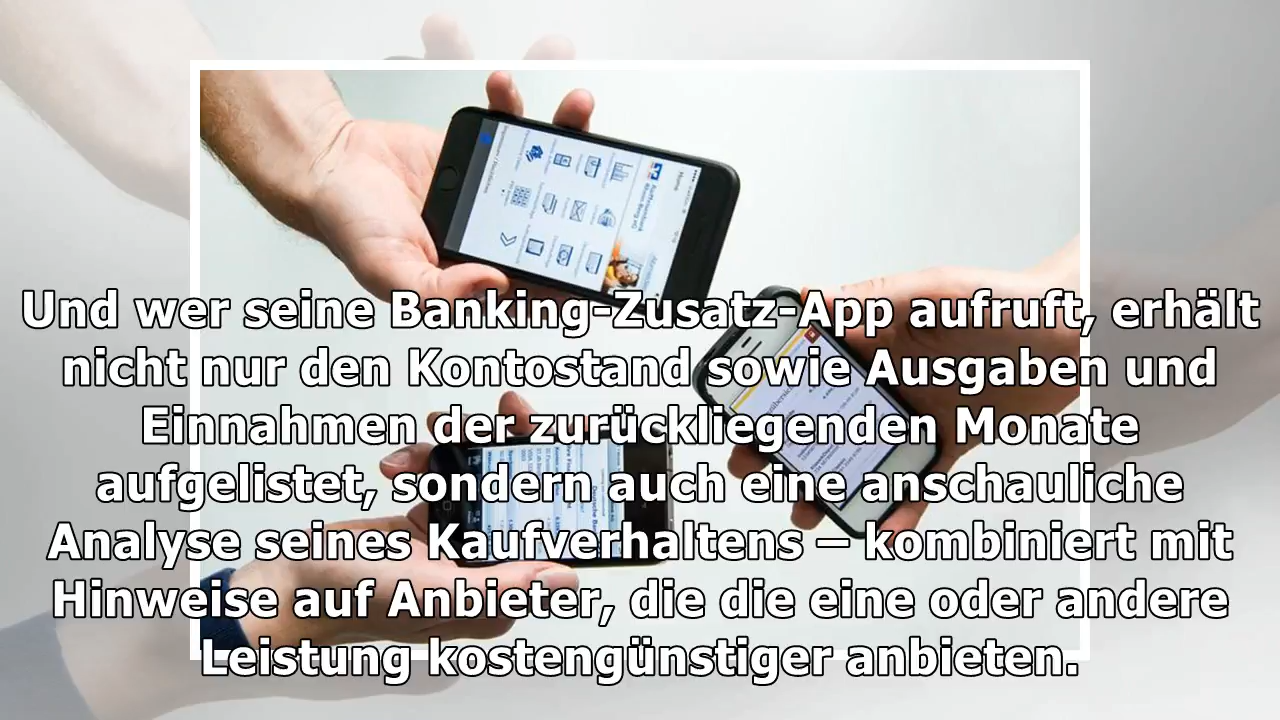 Und wer seine Banking-Zusatz-App aufruft, erhält
nicht nur den Kontostand sowie Ausgaben und
Einnahmen der zurückliegenden Monate
aufgelistet, sondern auch eine anschauliche
Analyse seines Kaufverhaltens – kombiniert mit
Hinweise auf Anbieter, die die eine oder andere
Leistung kostengünstiger anbieten.